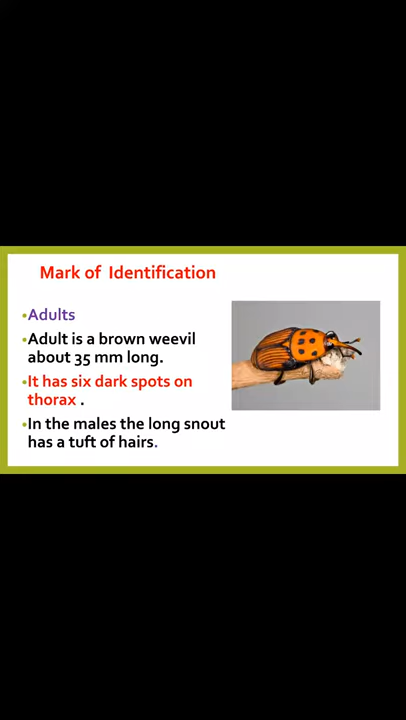 Mark of Identification
•Adults
•Adult is a brown weevil
about 35 mm long.
•It has six dark spots on
thorax .
•In the males the long snout
has a tuft of hairs.